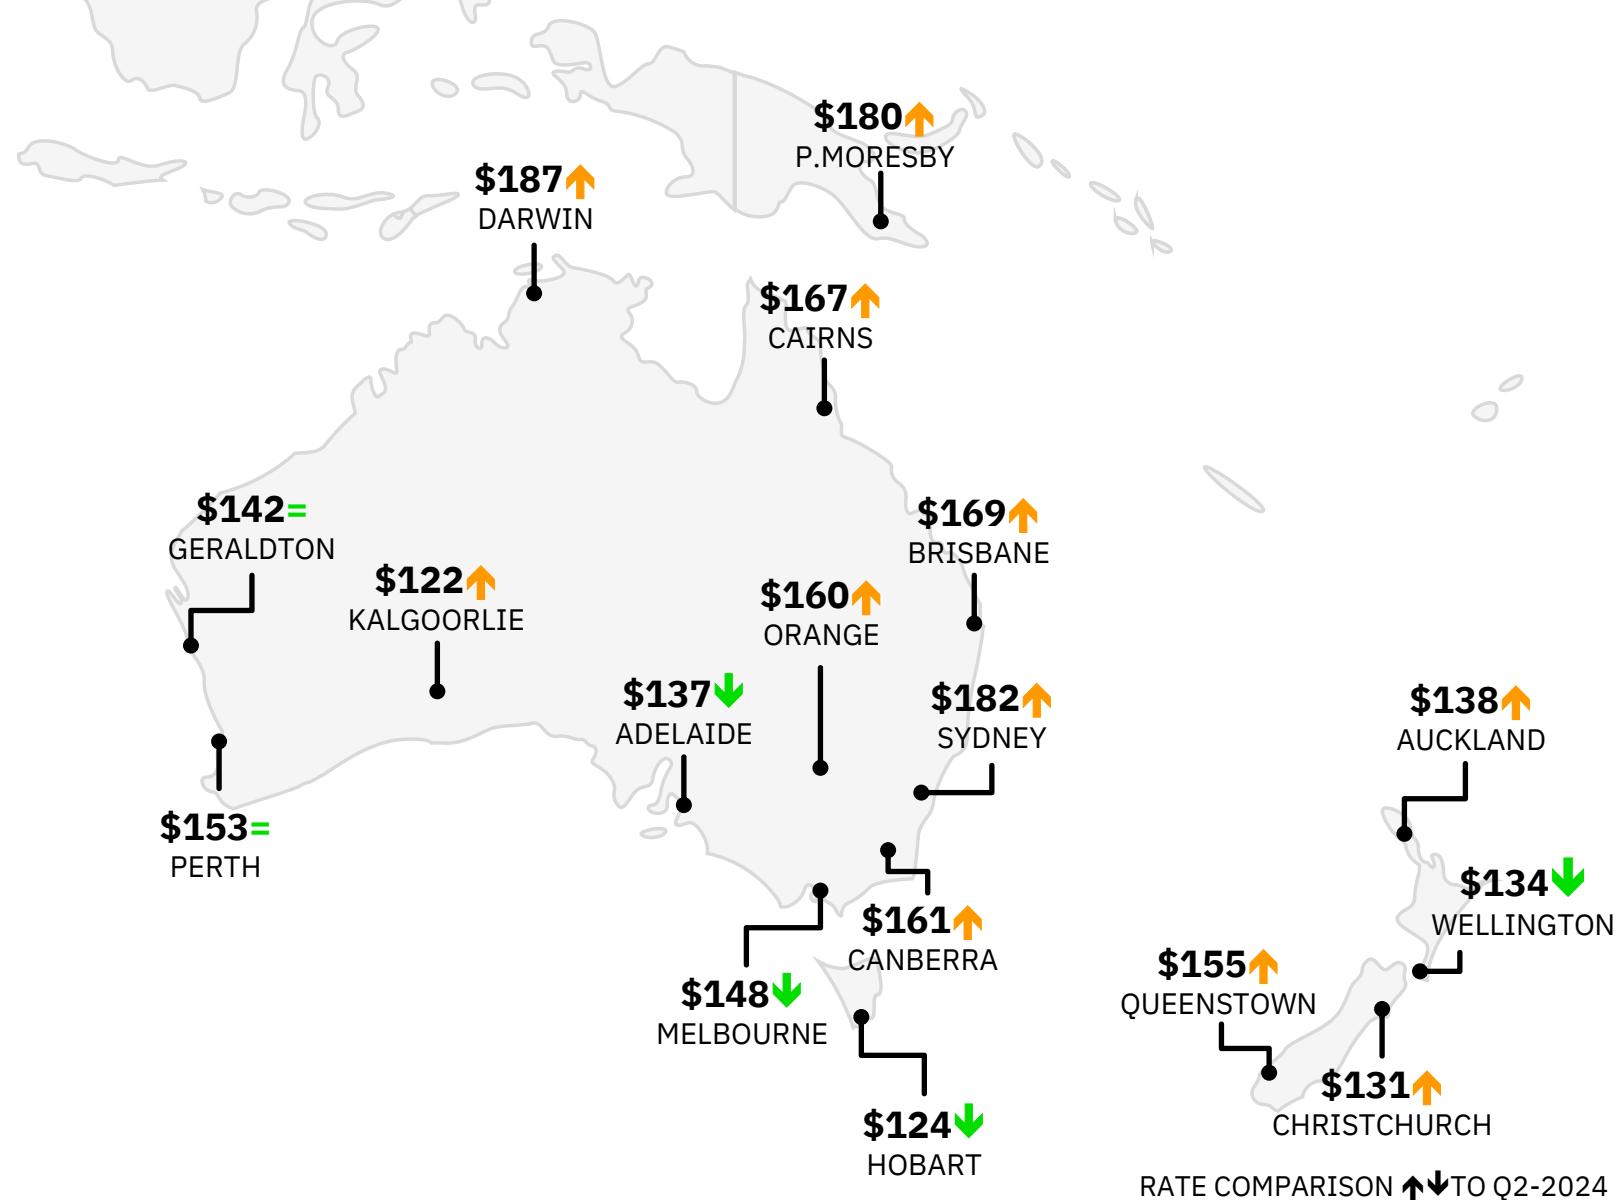 $180↑
P.MORESBY
$187↑
DARWIN
$167↑
CAIRNS
$142=
GERALDTON
$169↑
BRISBANE
$122↑
KALGOORLIE
$160↑
ORANGE
$137↓
ADELAIDE
$182↑
SYDNEY
$138↑
AUCKLAND
$153=
PERTH
$134↓
WELLINGTON
$161↑
CANBERRA
$155↑
QUEENSTOWN
$148↓
MELBOURNE
$131↑
CHRISTCHURCH
$124↓
HOBART
RATE COMPARISON ↑↓TO Q2-2024